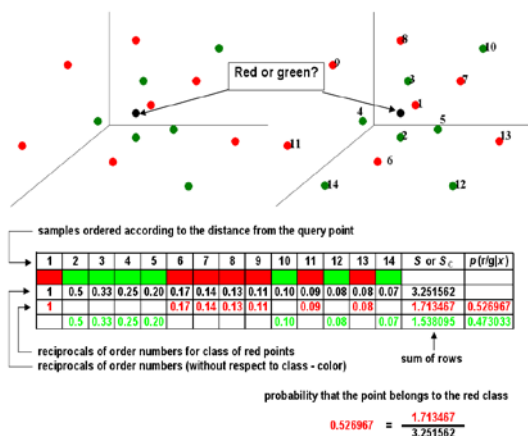 8
10
9
Red or green?
3
7
1
4
5
2
13
11
6
14
12
samples ordered according to the distance from the query point
1 2 3 4 5 6 7 8 9 10 11 12 13 14 S or S_C p(r/g|x)
1 0.5 0.33 0.25 0.20 0.17 0.14 0.13 0.11 0.10 0.09 0.08 0.08 0.07 3.251562
1 0.17 0.14 0.13 0.11 0.09 0.08 1.713467 0.526967
0.5 0.33 0.25 0.20 0.10 0.08 0.07 1.538095 0.473033
reciprocals of order numbers for class of red points
reciprocals of order numbers (without respect to class - color)
sum of rows
probability that the point belongs to the red class
0.526967 = 1.713467
3.251562